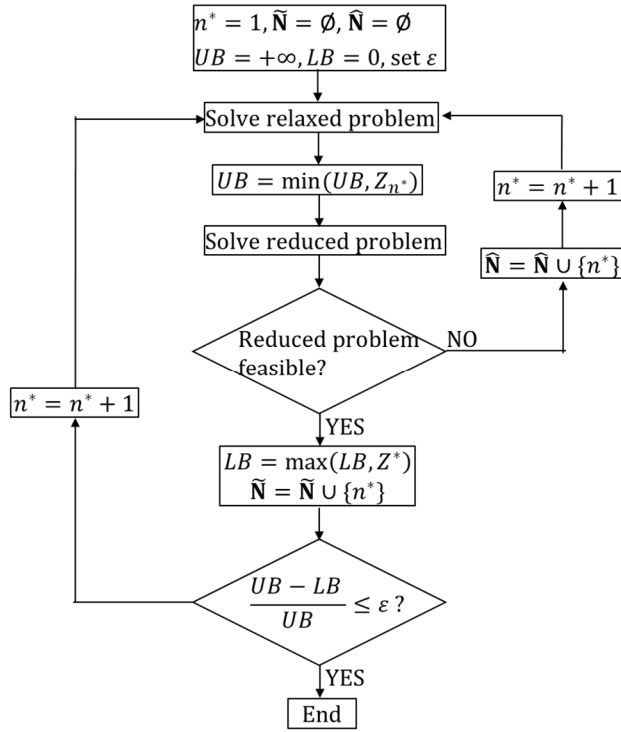 n* = 1, Ñ = ∅, N̂ = ∅
UB = +∞, LB = 0, set ε
Solve relaxed problem
UB = min(UB, Z_{n*})
n* = n* + 1
Solve reduced problem
N̂ = N̂ ∪ {n*}
Reduced problem
feasible?
NO
n* = n* + 1
YES
LB = max(LB, Z*)
Ñ = Ñ ∪ {n*}
(UB − LB)/UB ≤ ε ?
YES
End